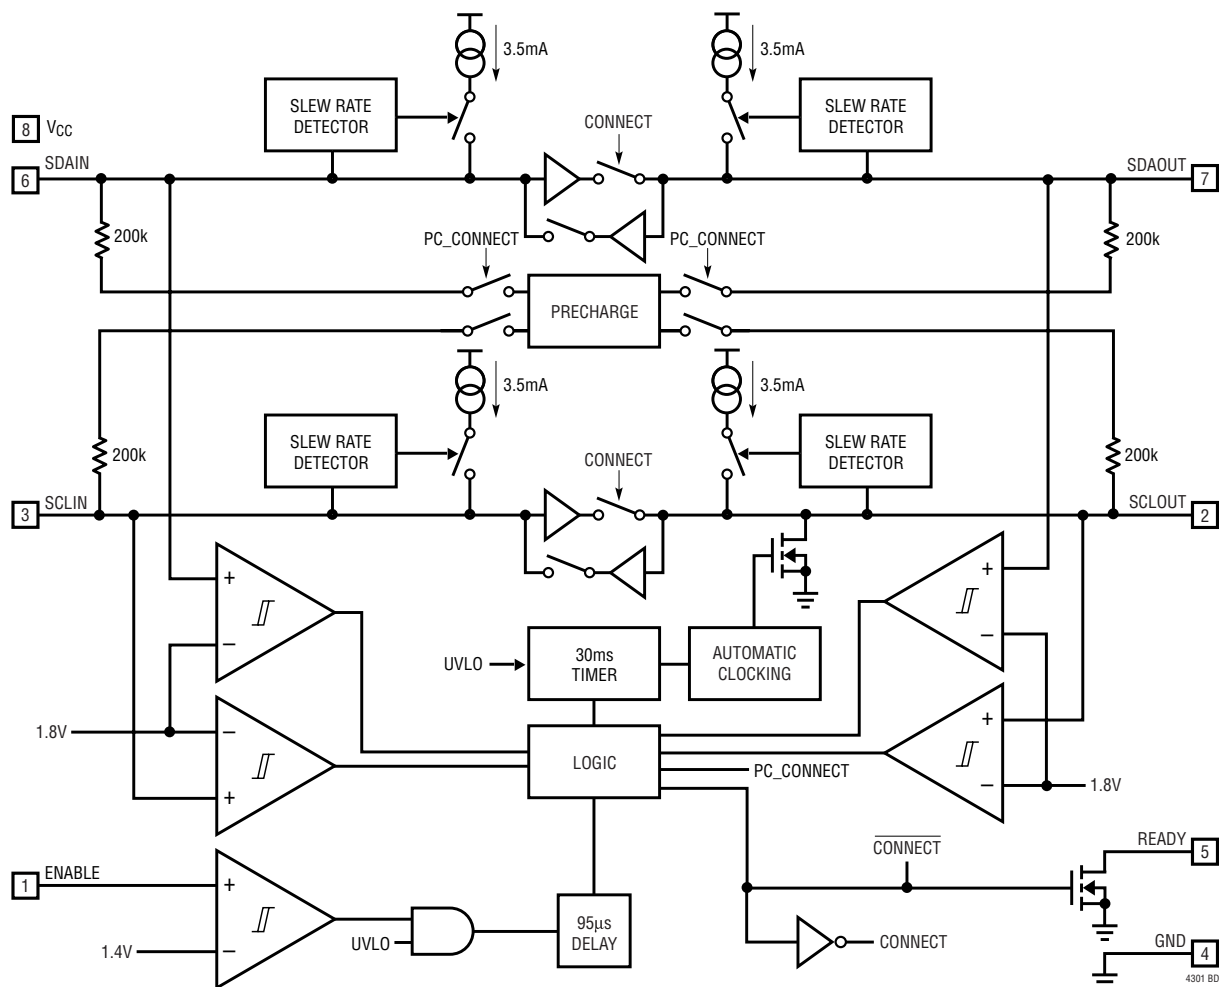 3.5mA
3.5mA
SLEW RATE
DETECTOR
SLEW RATE
DETECTOR
8 VCC
CONNECT
SDAIN
6
SDAOUT
7
200k
PC_CONNECT
PC_CONNECT
200k
PRECHARGE
3.5mA
3.5mA
SLEW RATE
DETECTOR
SLEW RATE
DETECTOR
200k
CONNECT
200k
SCLIN
3
SCLOUT
2
+
+
–
–
UVLO
30ms
TIMER
AUTOMATIC
CLOCKING
1.8V
–
+
LOGIC
PC_CONNECT
+
–
1.8V
CONNECT
READY
5
ENABLE
1
+
–
1.4V
UVLO
95µs
DELAY
CONNECT
GND
4
4301 BD